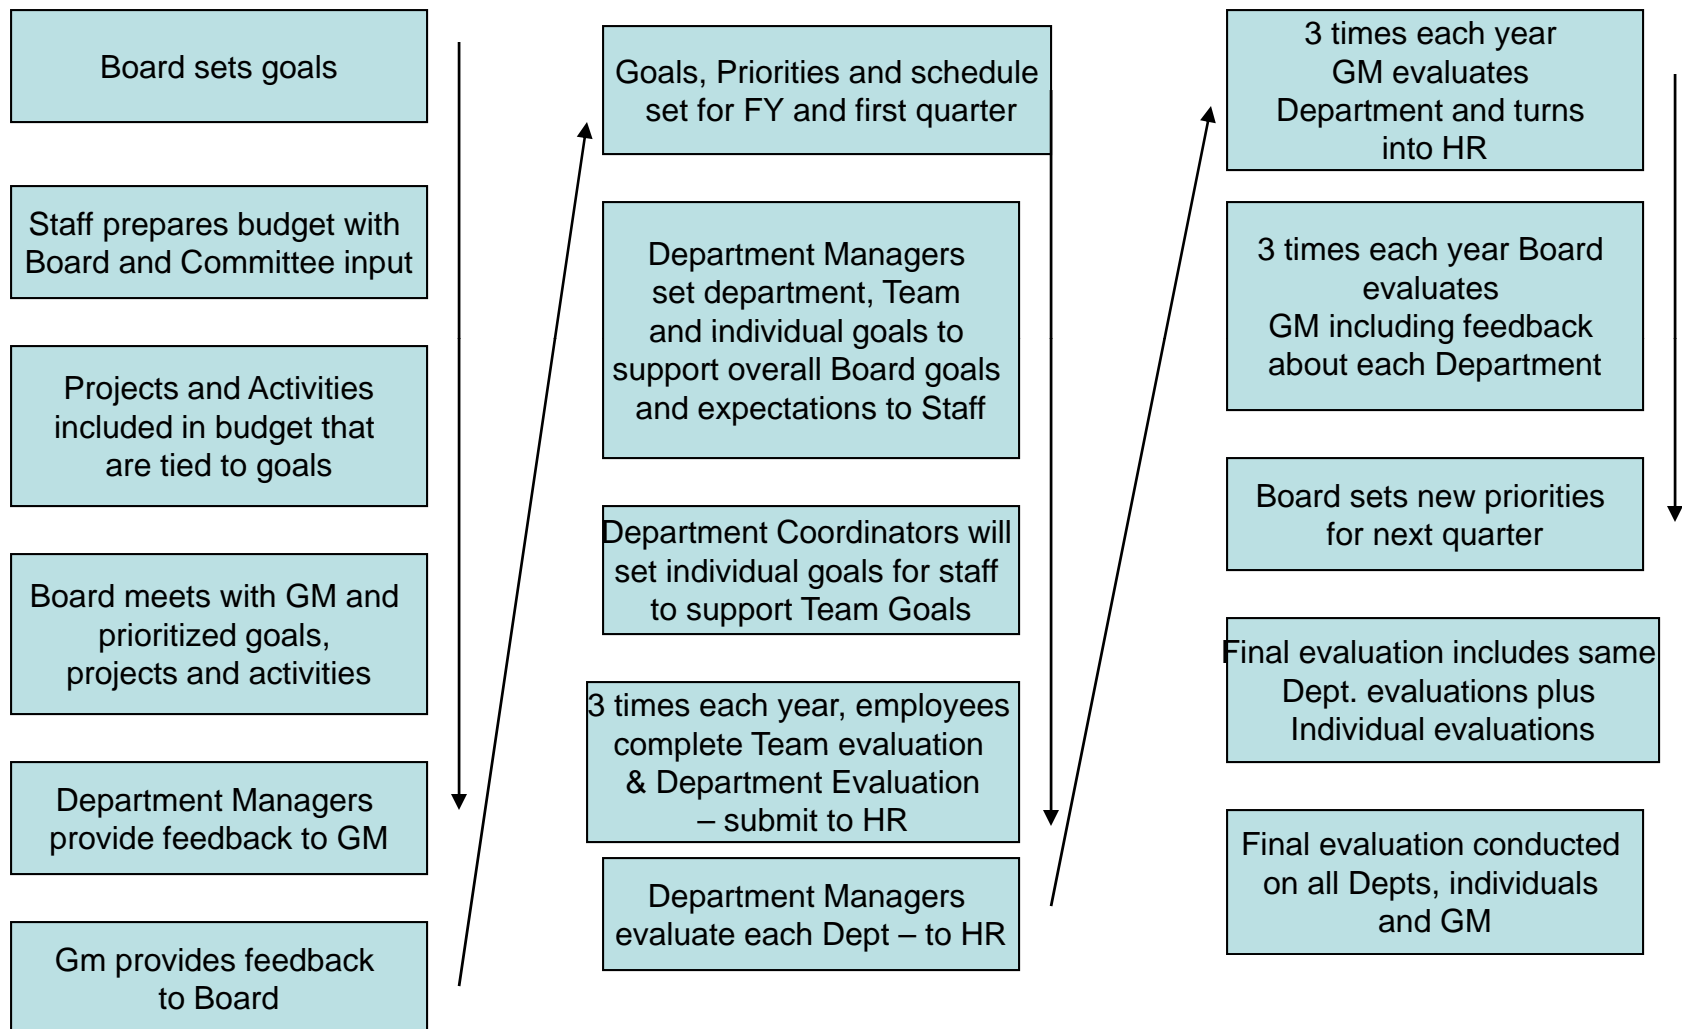 Board sets goals
Staff prepares budget with
Board and Committee input
Projects and Activities
included in budget that
are tied to goals
Board meets with GM and
prioritized goals,
projects and activities
Department Managers
provide feedback to GM
Gm provides feedback
to Board
Goals, Priorities and schedule
set for FY and first quarter
Department Managers
set department, Team
and individual goals to
support overall Board goals
and expectations to Staff
Department Coordinators will
set individual goals for staff
to support Team Goals
3 times each year, employees
complete Team evaluation
& Department Evaluation
– submit to HR
Department Managers
evaluate each Dept – to HR
3 times each year
GM evaluates
Department and turns
into HR
3 times each year Board
evaluates
GM including feedback
about each Department
Board sets new priorities
for next quarter
Final evaluation includes same
Dept. evaluations plus
Individual evaluations
Final evaluation conducted
on all Depts, individuals
and GM